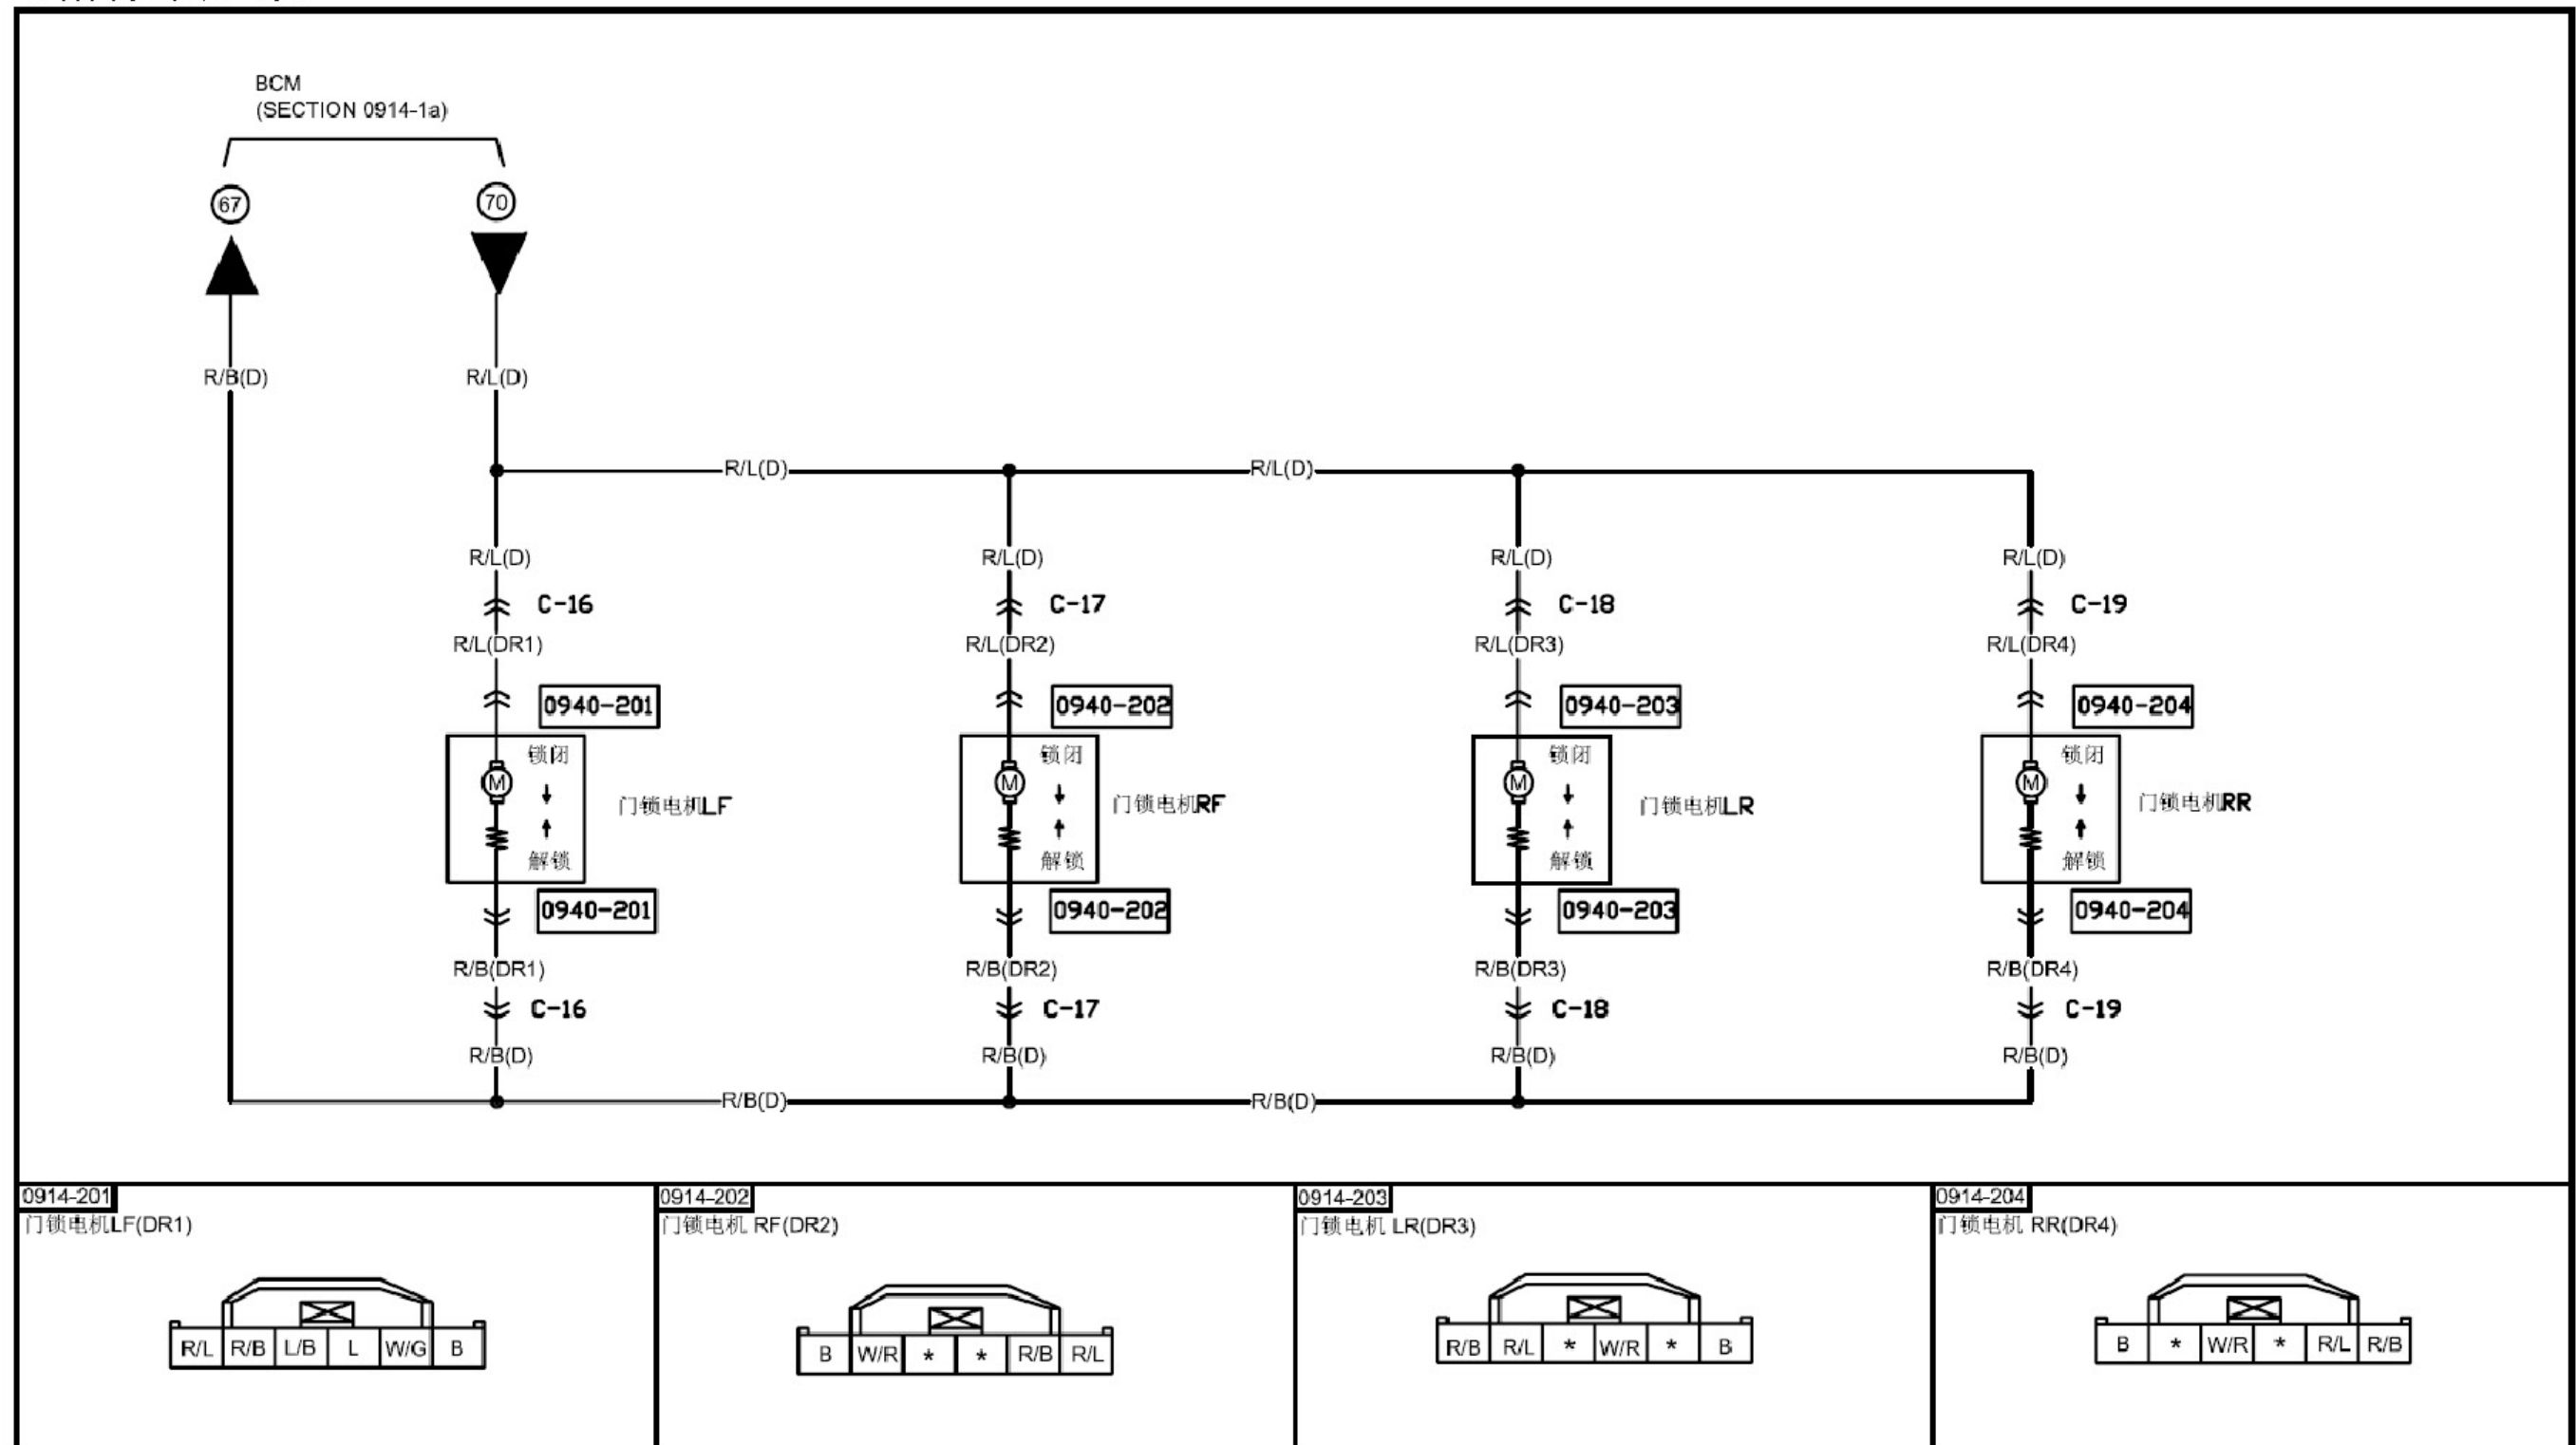 BCM
(SECTION 0914-1a)
67
70
R/B(D)
R/L(D)
R/L(D)
R/L(D)
R/L(D)
R/L(D)
R/L(D)
R/L(D)
C-16
C-17
C-18
C-19
R/L(DR1)
R/L(DR2)
R/L(DR3)
R/L(DR4)
0940-201
0940-202
0940-203
0940-204
锁闭
锁闭
锁闭
锁闭
M
M
M
M
门锁电机LF
门锁电机RF
门锁电机LR
门锁电机RR
解锁
解锁
解锁
解锁
0940-201
0940-202
0940-203
0940-204
R/B(DR1)
R/B(DR2)
R/B(DR3)
R/B(DR4)
C-16
C-17
C-18
C-19
R/B(D)
R/B(D)
R/B(D)
R/B(D)
R/B(D)
R/B(D)
0914-201
门锁电机LF(DR1)
R/L R/B L/B L W/G B
0914-202
门锁电机 RF(DR2)
B W/R * * R/B R/L
0914-203
门锁电机 LR(DR3)
R/B R/L * W/R * B
0914-204
门锁电机 RR(DR4)
B * W/R * R/L R/B